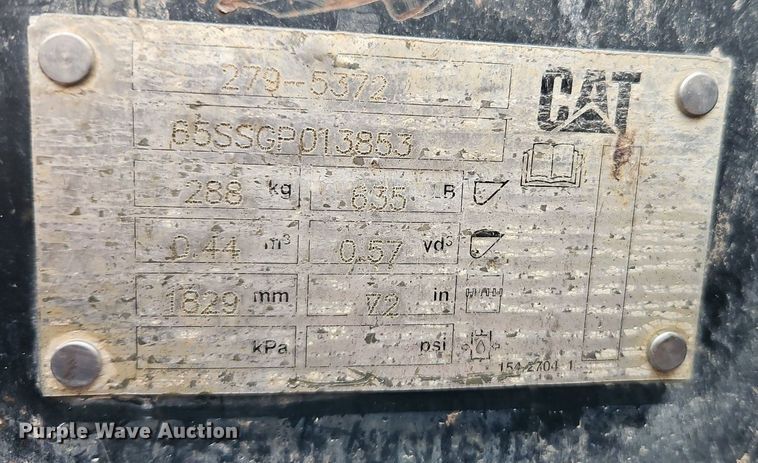 279-5372
CAT
65SSGP013853
288 kg 635 LB
0.44 m³ 0.57 yd³
1829 mm 72 in
kPa psi
154-2704 1
Purple Wave Auction